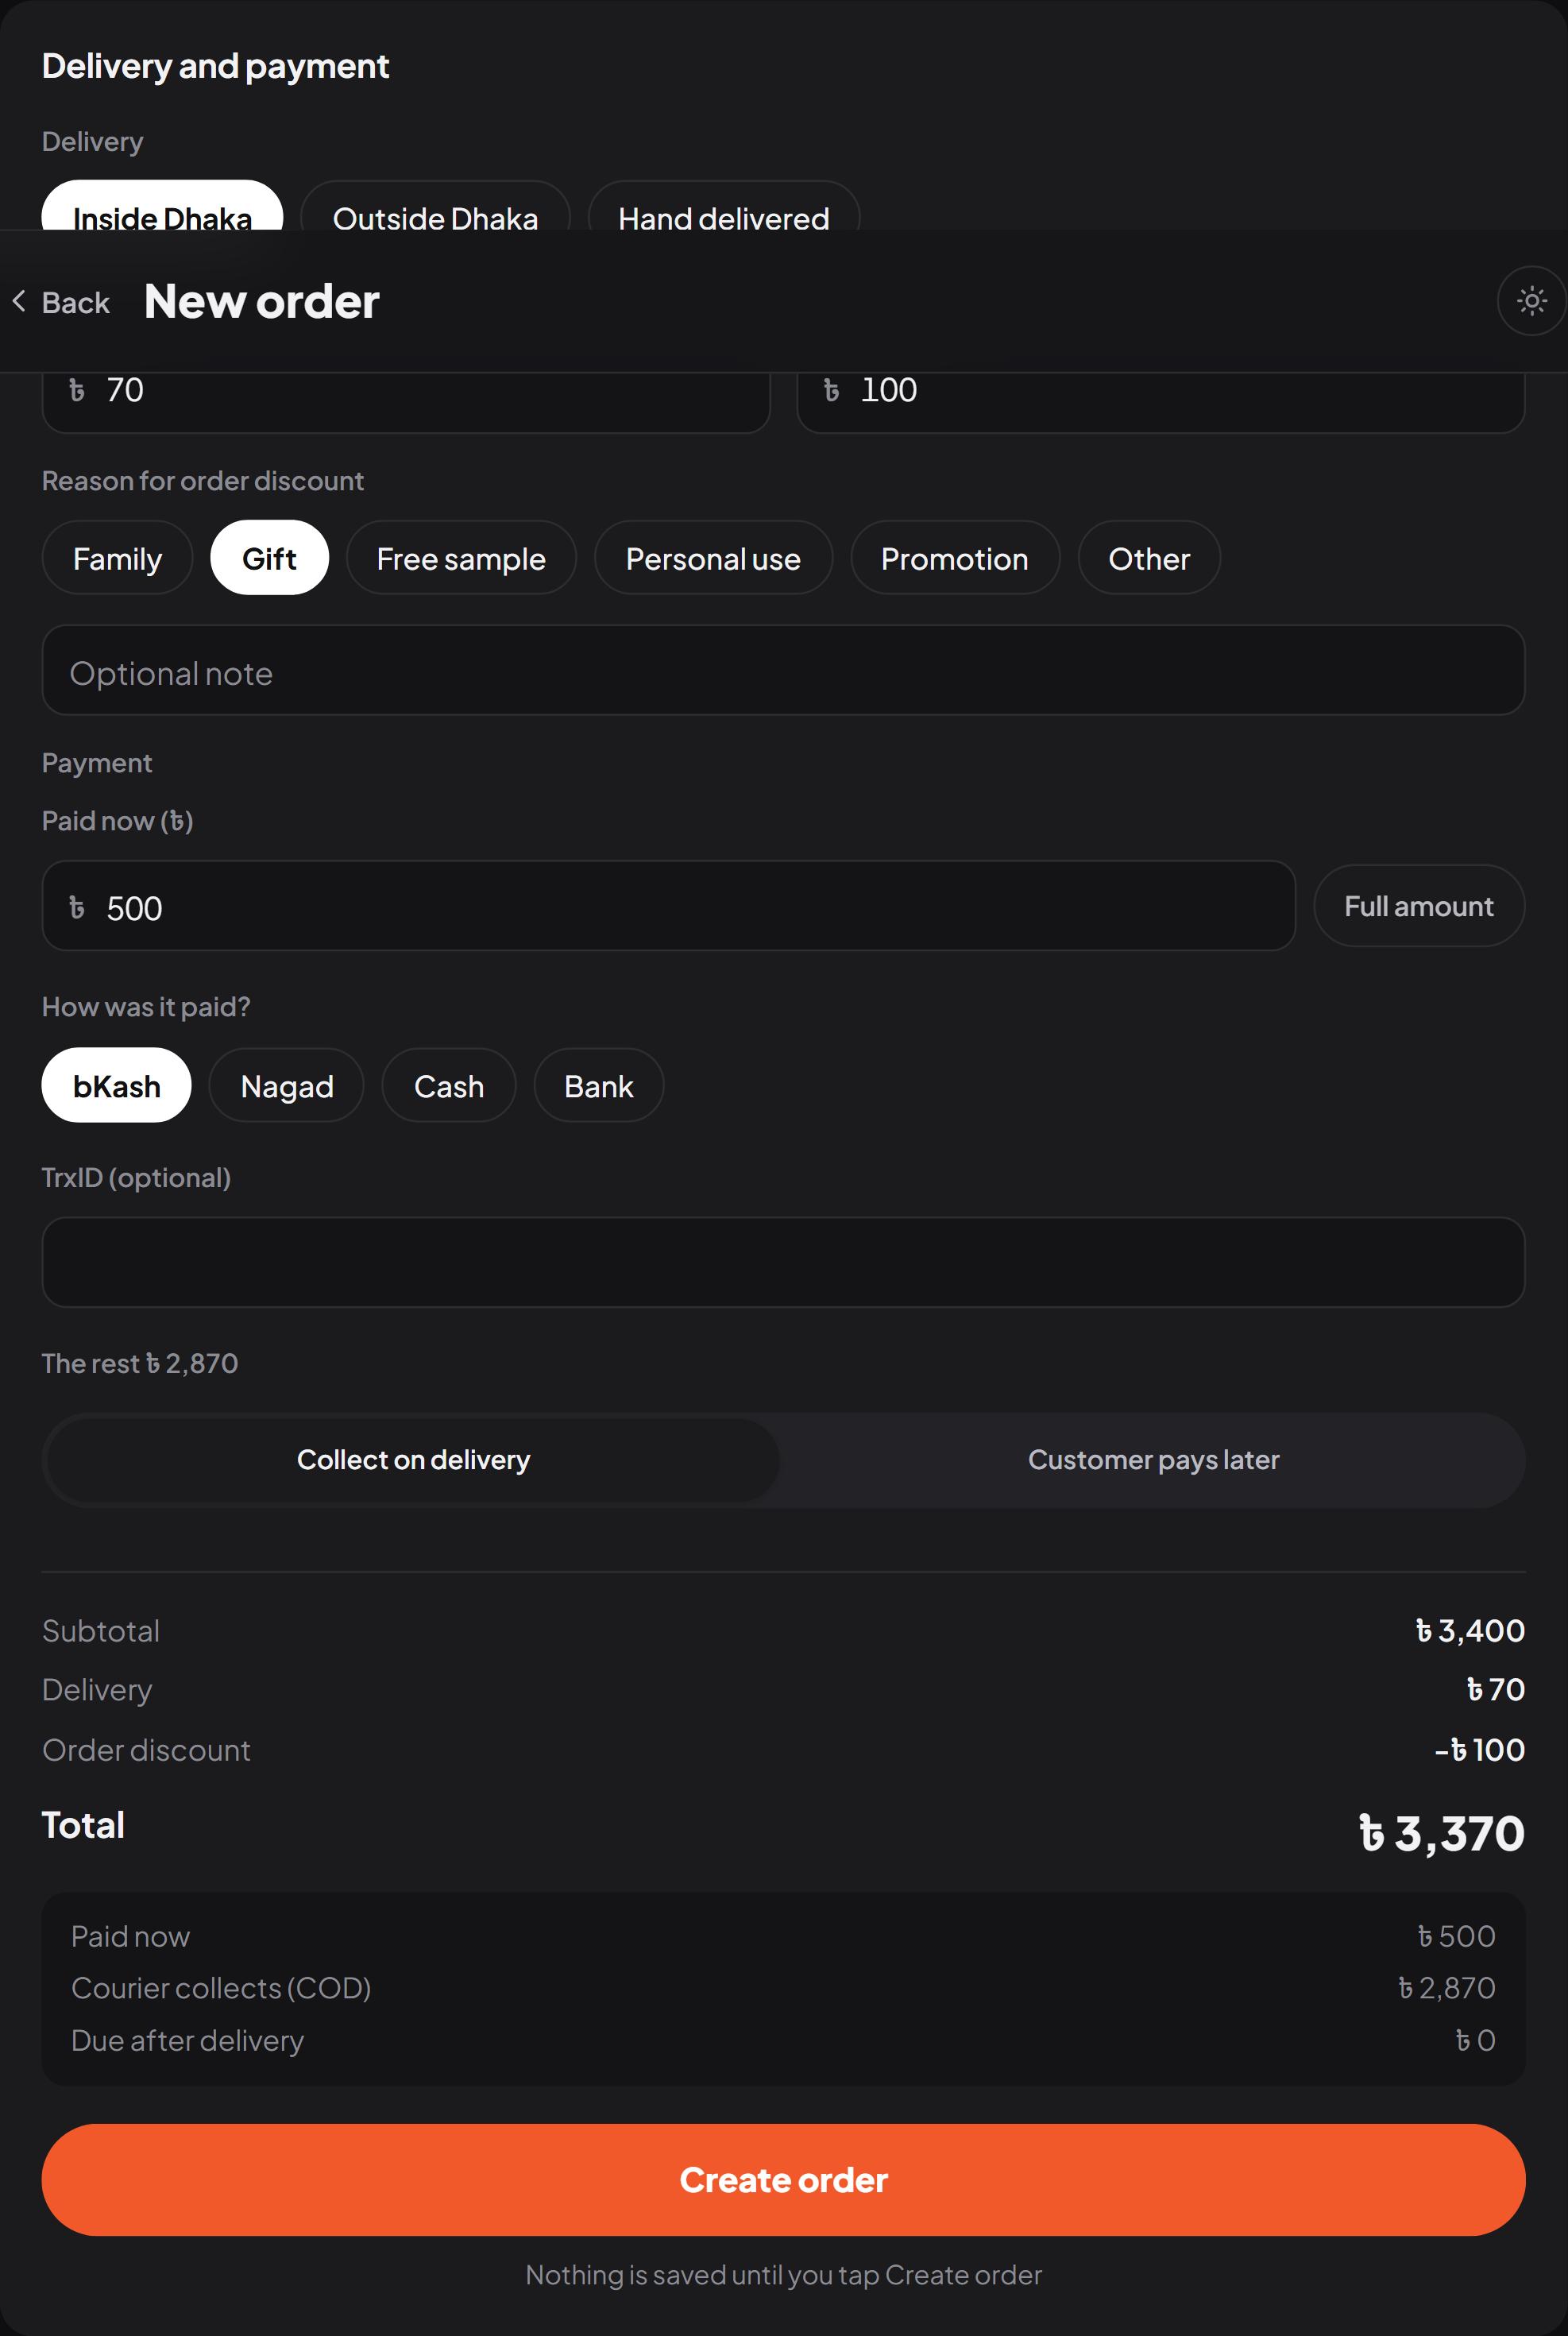 Delivery and payment
Delivery
Inside Dhaka Outside Dhaka Hand delivered
Back New order
৳ 70 ৳ 100
Reason for order discount
Family Gift Free sample Personal use Promotion Other
Optional note
Payment
Paid now (৳)
৳ 500 Full amount
How was it paid?
bKash Nagad Cash Bank
TrxID (optional)
The rest ৳ 2,870
Collect on delivery Customer pays later
Subtotal ৳ 3,400
Delivery ৳ 70
Order discount -৳ 100
Total ৳ 3,370
Paid now ৳ 500
Courier collects (COD) ৳ 2,870
Due after delivery ৳ 0
Create order
Nothing is saved until you tap Create order